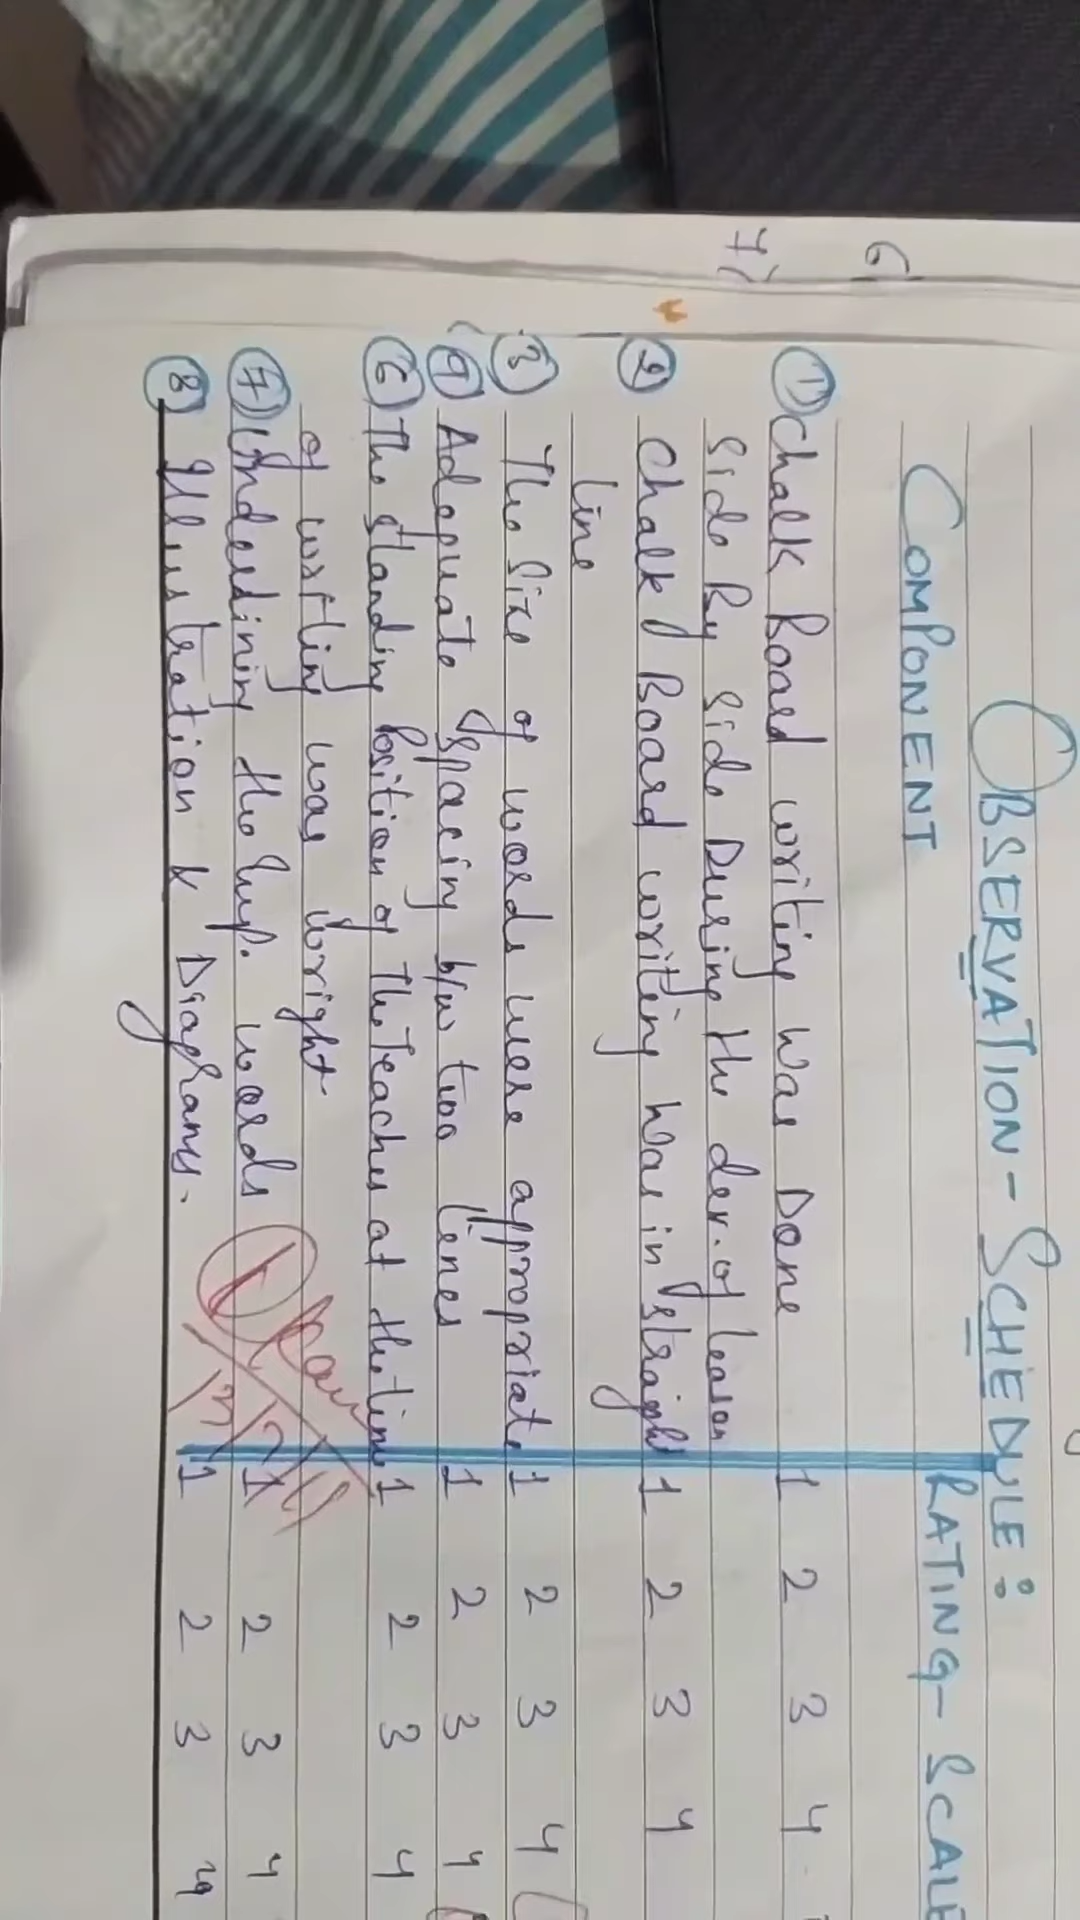 OBSERVATION-SCHEDULE:
COMPONENT RATING-SCALE
① Chalk Board writing was Done 1 2 3 4
side By side During the dev. of leason
② Chalk Board writing was in straight 1 2 3 4
line
③ The Size of words were appropriate 1 2 3 4
Adequate spacing b/w two lines 1 2 3 4
⑥ The standing Position of the Teacher at the time 1 2 3 4
of writing was wright
⑦ Underlining the Imp. words 1 2 3 4
⑧ Illustration & Diagrams. 1 2 3 4
6
7